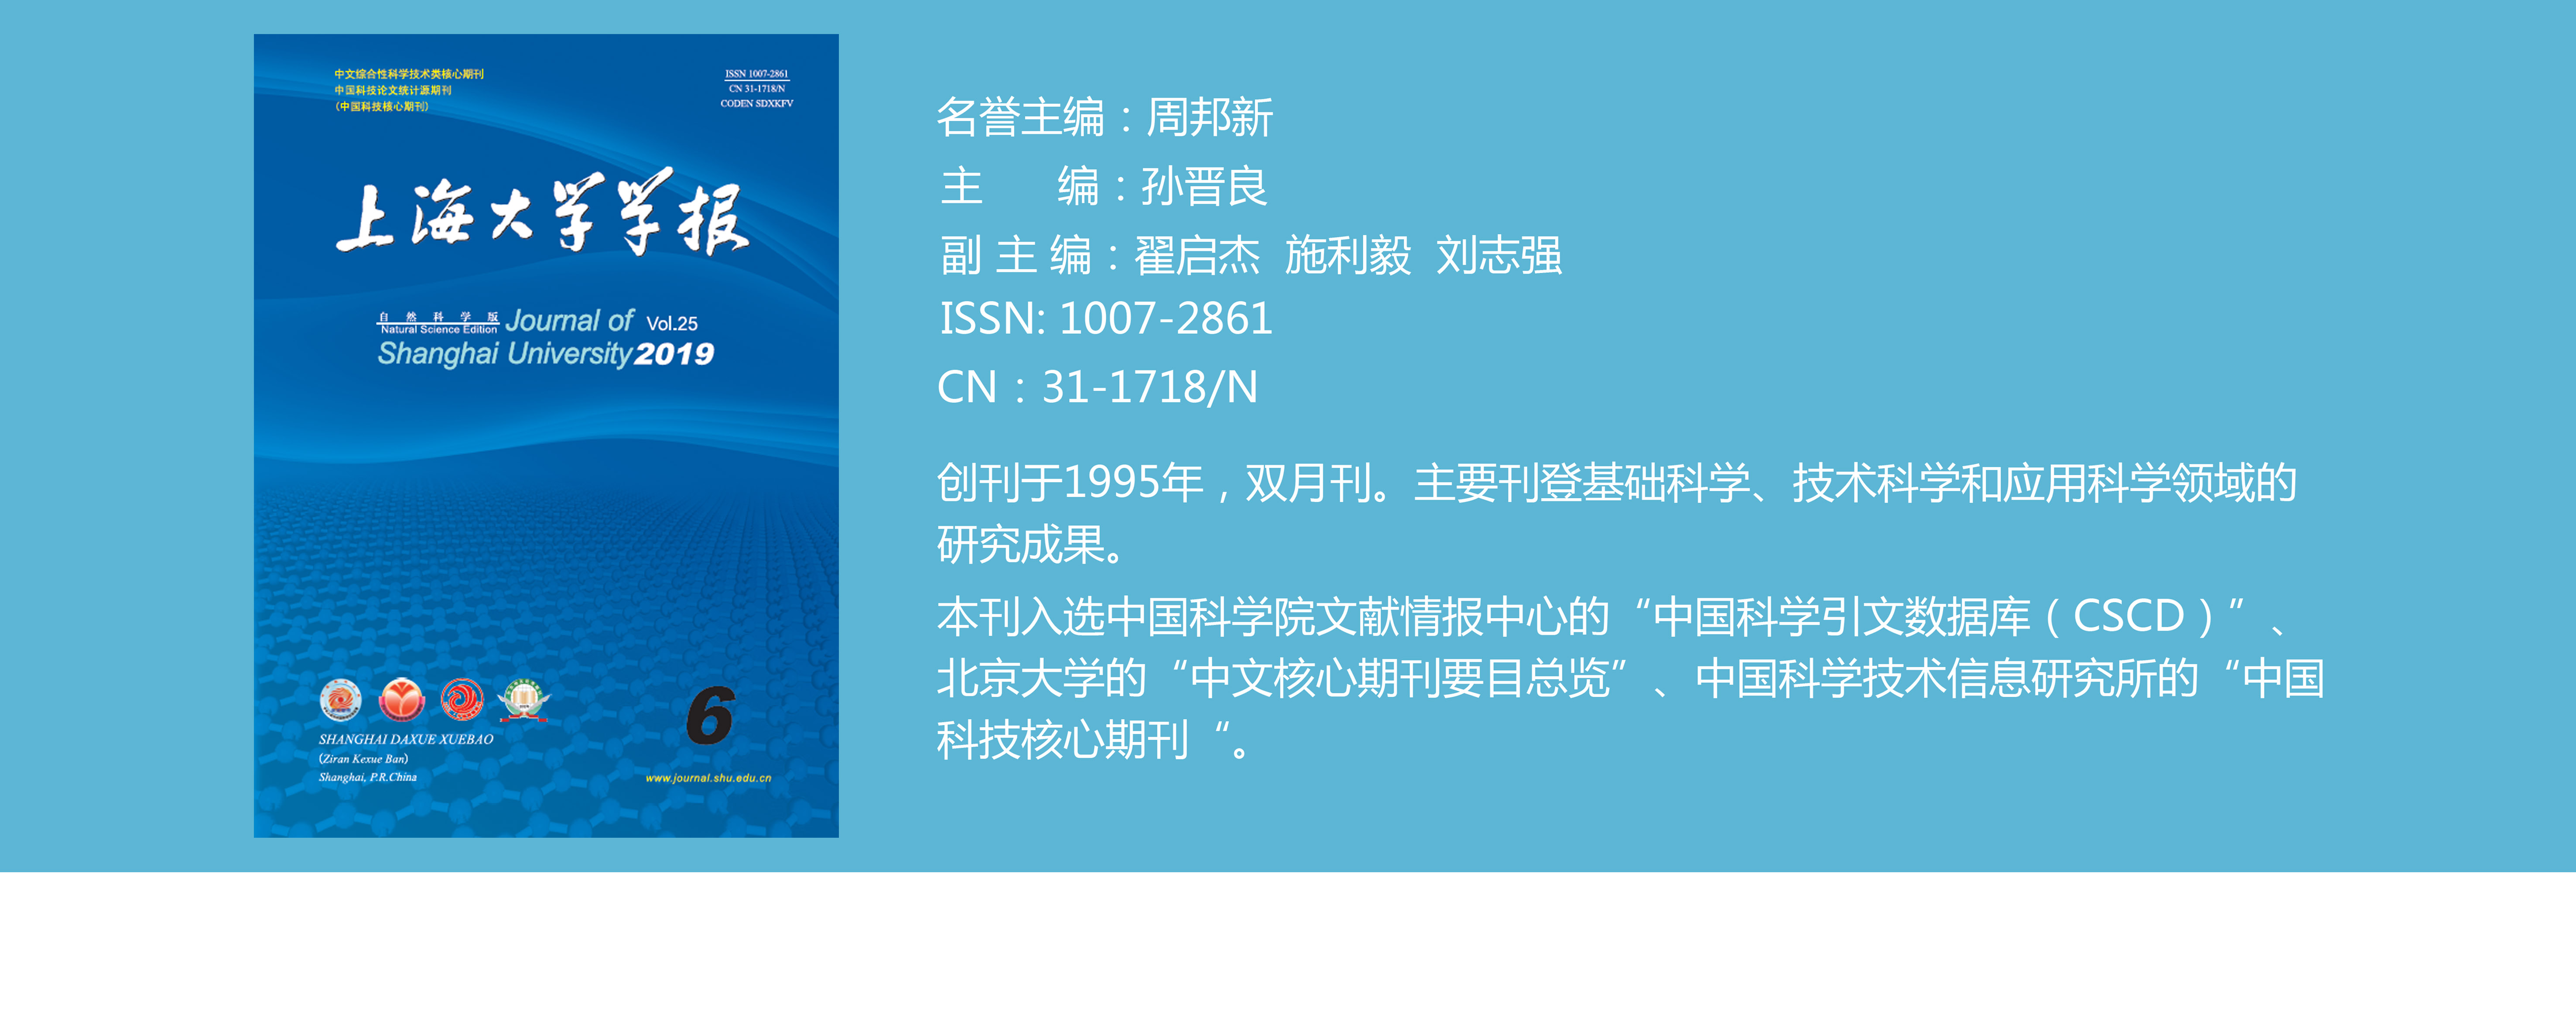 中文综合性科学技术类核心期刊
中国科技论文统计源期刊
(中国科技核心期刊)
ISSN 1007-2861
CN 31-1718/N
CODEN SDXKFV
上海大学学报
自然科学版
Natural Science Edition
Journal of Vol.25
Shanghai University 2019
6
SHANGHAI DAXUE XUEBAO
(Ziran Kexue Ban)
Shanghai, P.R.China
www.journal.shu.edu.cn
名誉主编：周邦新
主 编：孙晋良
副 主 编：翟启杰 施利毅 刘志强
ISSN: 1007-2861
CN：31-1718/N
创刊于1995年，双月刊。主要刊登基础科学、技术科学和应用科学领域的
研究成果。
本刊入选中国科学院文献情报中心的“中国科学引文数据库（CSCD）”、
北京大学的“中文核心期刊要目总览”、中国科学技术信息研究所的“中国
科技核心期刊“。